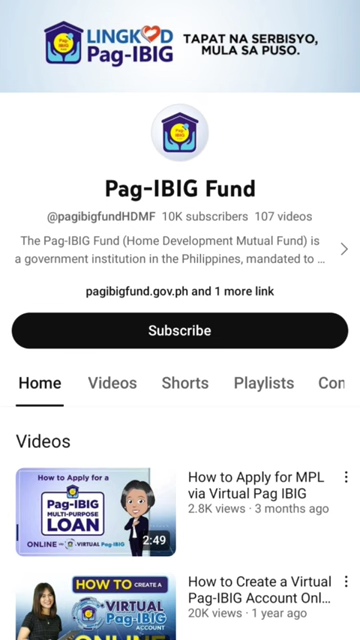 LINGKOD
Pag-IBIG
TAPAT NA SERBISYO,
MULA SA PUSO.
Pag-IBIG Fund
@pagibigfundHDMF 10K subscribers 107 videos
The Pag-IBIG Fund (Home Development Mutual Fund) is
a government institution in the Philippines, mandated to ...
pagibigfund.gov.ph and 1 more link
Subscribe
Home Videos Shorts Playlists Con
Videos
How to Apply for a
Pag-IBIG
MULTI-PURPOSE
LOAN
ONLINE via VIRTUAL Pag-IBIG
2:49
How to Apply for MPL
via Virtual Pag IBIG
2.8K views · 3 months ago
HOW TO CREATE A
VIRTUAL
Pag-IBIG
ACCOUNT
ONLINE
How to Create a Virtual
Pag-IBIG Account Onl...
20K views · 1 year ago